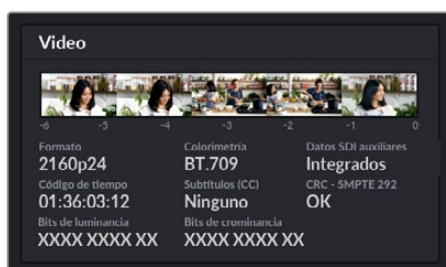 Video
-6 -5 -4 -3 -2 -1 0
Formato Colorimetría Datos SDI auxiliares
2160p24 BT.709 Integrados
Código de tiempo Subtítulos (CC) CRC - SMPTE 292
01:36:03:12 Ninguno OK
Bits de luminancia Bits de crominancia
XXXX XXXX XX XXXX XXXX XX